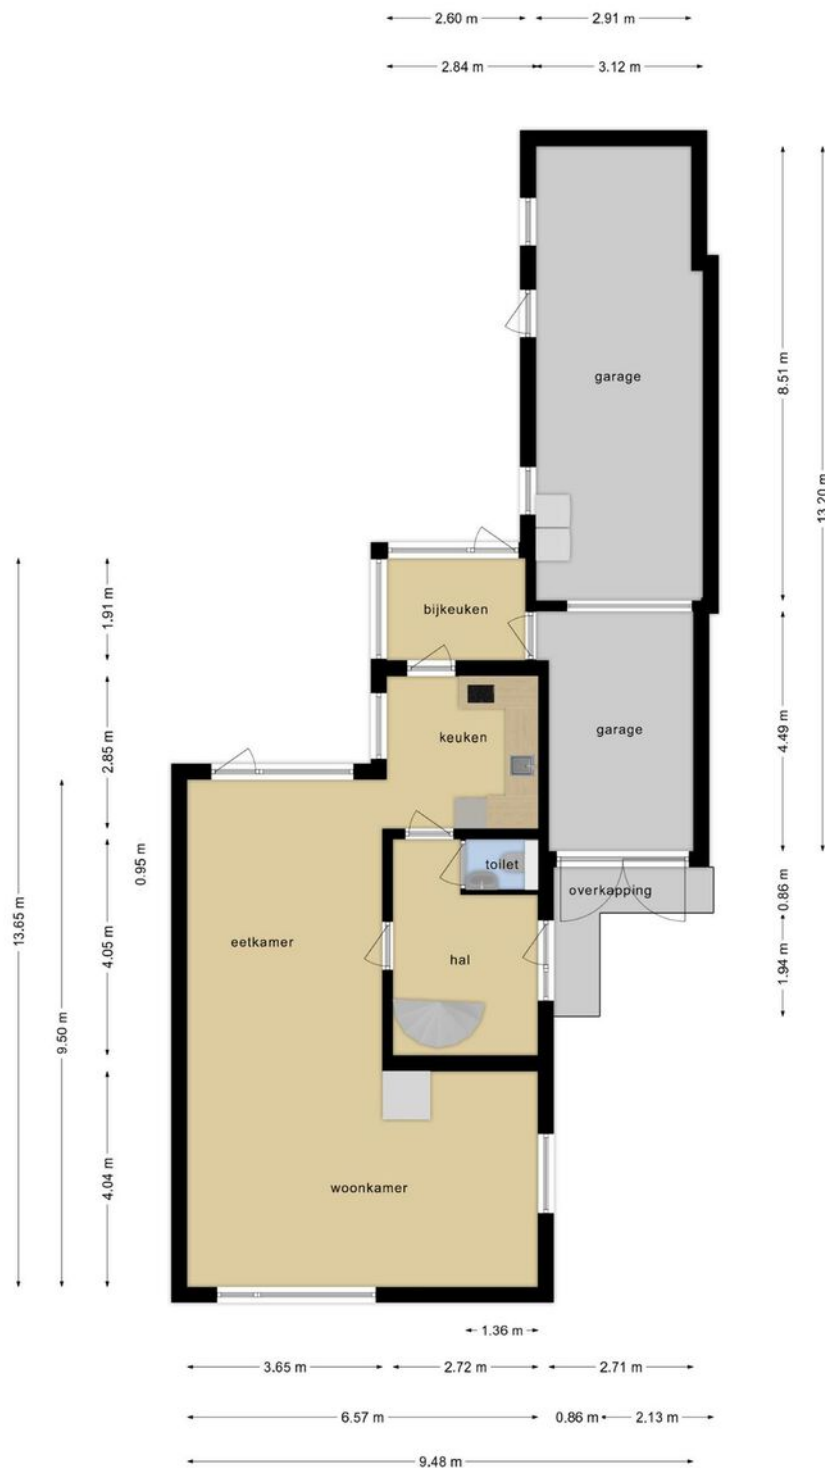 2.60 m
2.91 m
2.84 m
3.12 m
garage
8.51 m
13.20 m
bijkeuken
1.91 m
keuken
garage
2.85 m
4.49 m
toilet
overkapping
0.86 m
0.95 m
13.65 m
eetkamer
hal
4.05 m
1.94 m
9.50 m
woonkamer
4.04 m
1.36 m
3.65 m
2.72 m
2.71 m
6.57 m
0.86 m
2.13 m
9.48 m